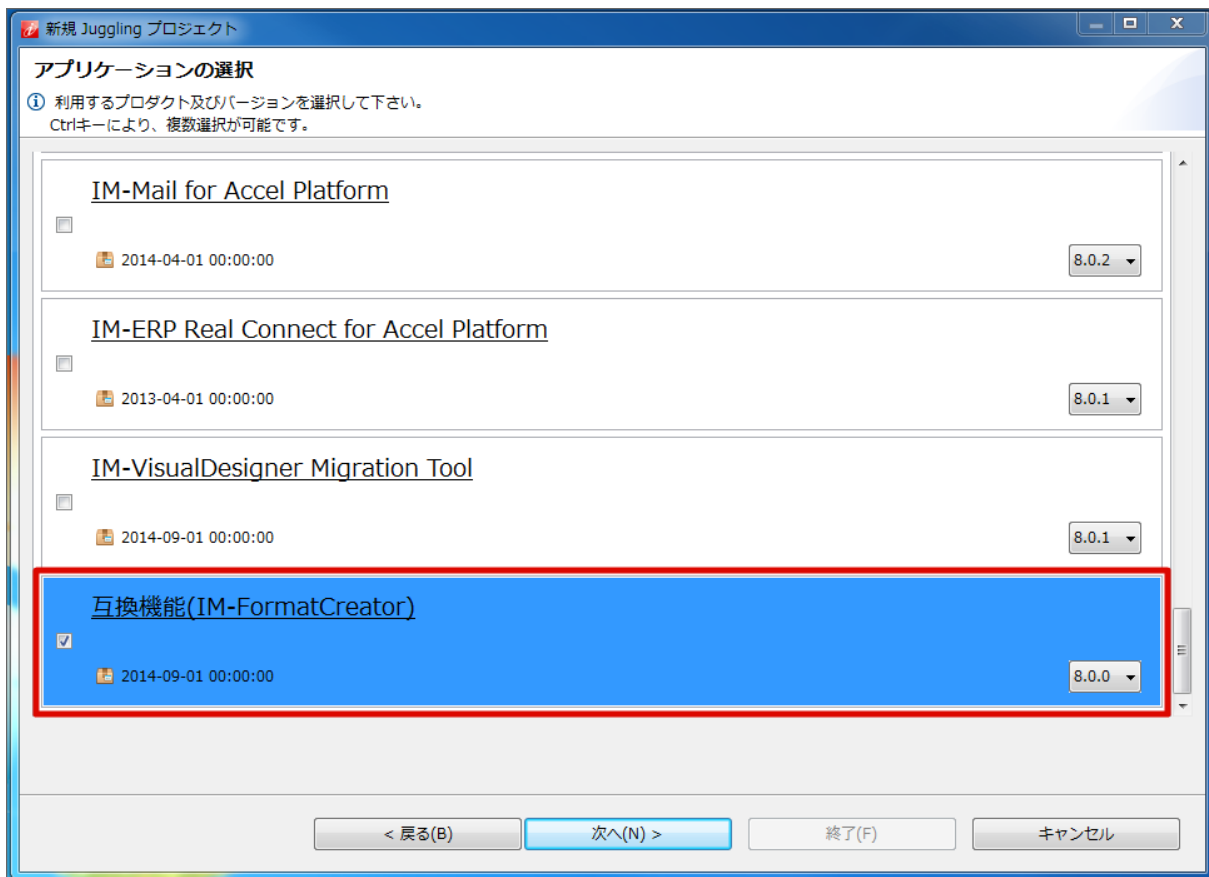 新規 Juggling プロジェクト
アプリケーションの選択
利用するプロダクト及びバージョンを選択して下さい。
Ctrlキーにより、複数選択が可能です。
IM-Mail for Accel Platform
2014-04-01 00:00:00
8.0.2
IM-ERP Real Connect for Accel Platform
2013-04-01 00:00:00
8.0.1
IM-VisualDesigner Migration Tool
2014-09-01 00:00:00
8.0.1
互換機能(IM-FormatCreator)
2014-09-01 00:00:00
8.0.0
< 戻る(B) 次へ(N) > 終了(F) キャンセル